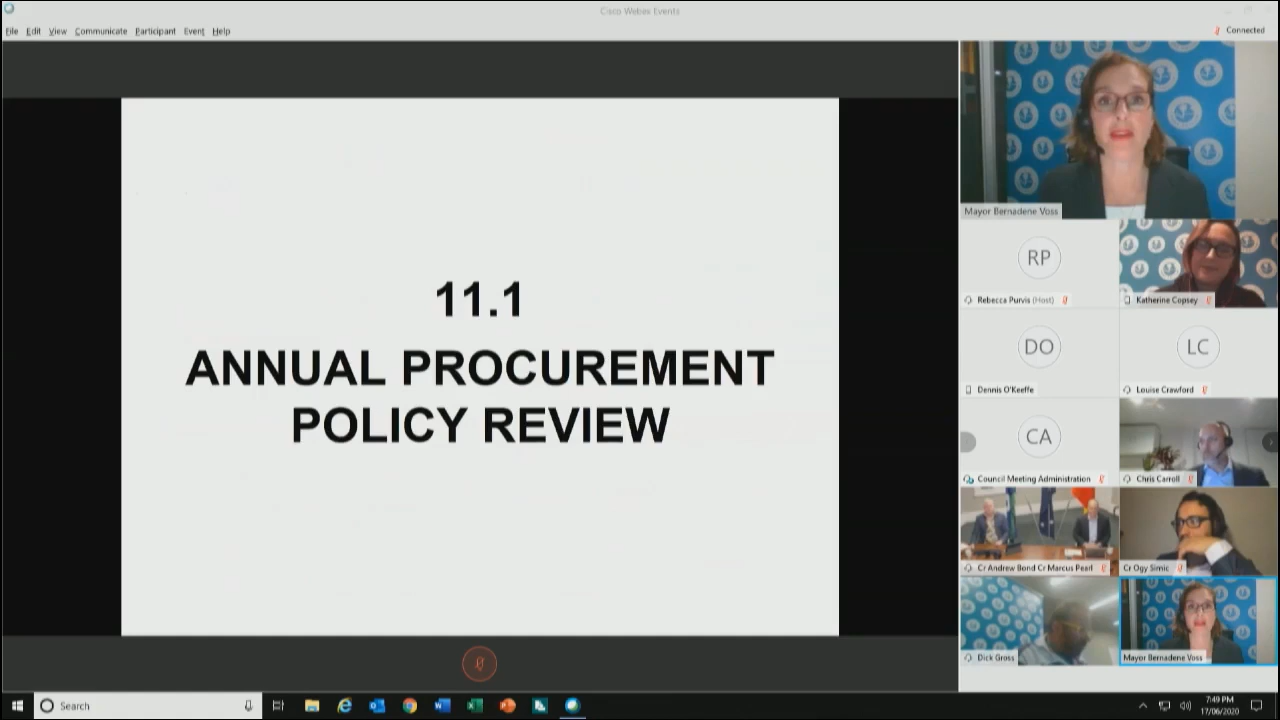 Cisco Webex Events
File Edit View Communicate Participant Event Help
Connected
11.1
ANNUAL PROCUREMENT
POLICY REVIEW
Mayor Bernadene Voss
RP
Rebecca Purvis (Host)
Katherine Copsey
DO
Dennis O'Keeffe
LC
Louise Crawford
CA
Council Meeting Administration
Chris Carroll
Cr Andrew Bond Cr Marcus Pearl
Cr Ogy Simic
Dick Gross
Mayor Bernadene Voss
Search
7:49 PM
17/06/2020